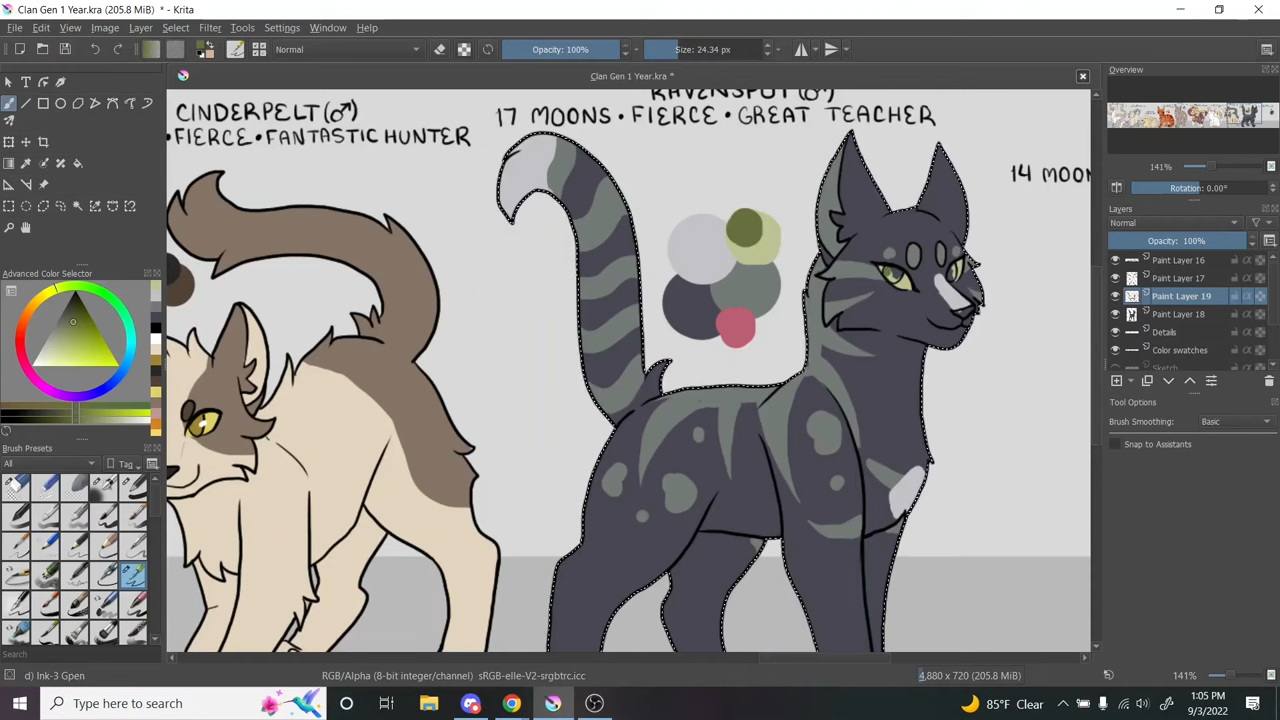 Clan Gen 1 Year.kra (205.8 MiB) * - Krita
File Edit View Image Layer Select Filter Tools Settings Window Help
Normal
Opacity: 100%
Size: 24.34 px
Clan Gen 1 Year.kra *
Overview
CINDERPELT (♂)
•FIERCE•FANTASTIC HUNTER
RAVENSPOT (♂)
17 MOONS•FIERCE•GREAT TEACHER
14 MOON
141%
Rotation: 0.00°
Layers
Normal
Opacity: 100%
Paint Layer 16
Paint Layer 17
Paint Layer 19
Paint Layer 18
Details
Color swatches
Sketch
Tool Options
Brush Smoothing: Basic
Snap to Assistants
Advanced Color Selector
Brush Presets
All
Tag
Search
d) Ink-3 Gpen
RGB/Alpha (8-bit integer/channel) sRGB-elle-V2-srgbtrc.icc
4,880 x 720 (205.8 MiB)
141%
Type here to search
85°F Clear
1:05 PM
9/3/2022